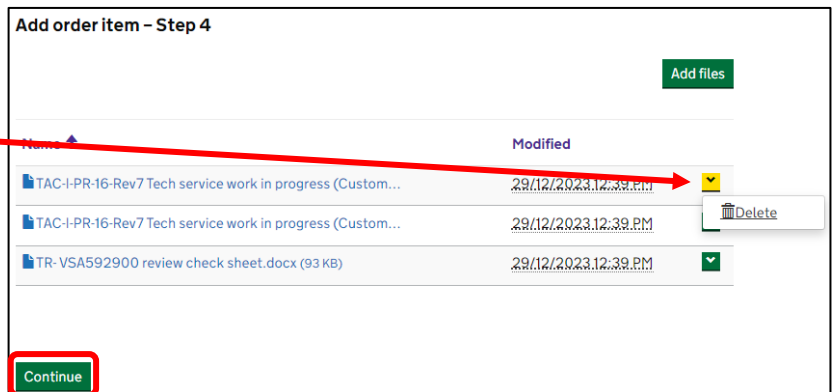 Add order item – Step 4
Add files
Name Modified
TAC-I-PR-16-Rev7 Tech service work in progress (Custom... 29/12/2023 12:39 PM
Delete
TAC-I-PR-16-Rev7 Tech service work in progress (Custom... 29/12/2023 12:39 PM
TR- VSA592900 review check sheet.docx (93 KB) 29/12/2023 12:39 PM
Continue